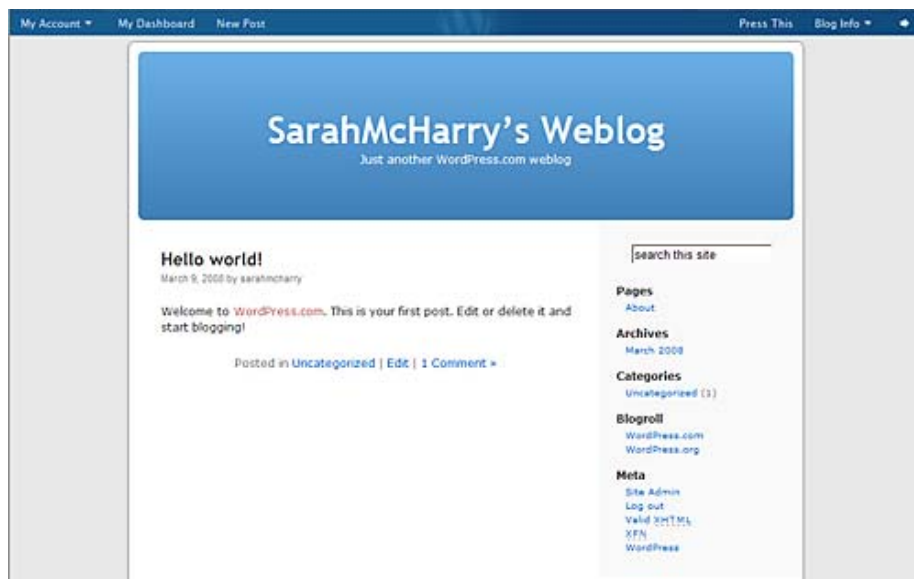 My Account My Dashboard New Post Press This Blog Info
SarahMcHarry's Weblog
Just another WordPress.com weblog
Hello world!
March 9, 2008 by sarahmcharry
Welcome to WordPress.com. This is your first post. Edit or delete it and
start blogging!
Posted in Uncategorized | Edit | 1 Comment »
search this site
Pages
About
Archives
March 2008
Categories
Uncategorized (1)
Blogroll
WordPress.com
WordPress.org
Meta
Site Admin
Log out
Valid XHTML
XFN
WordPress